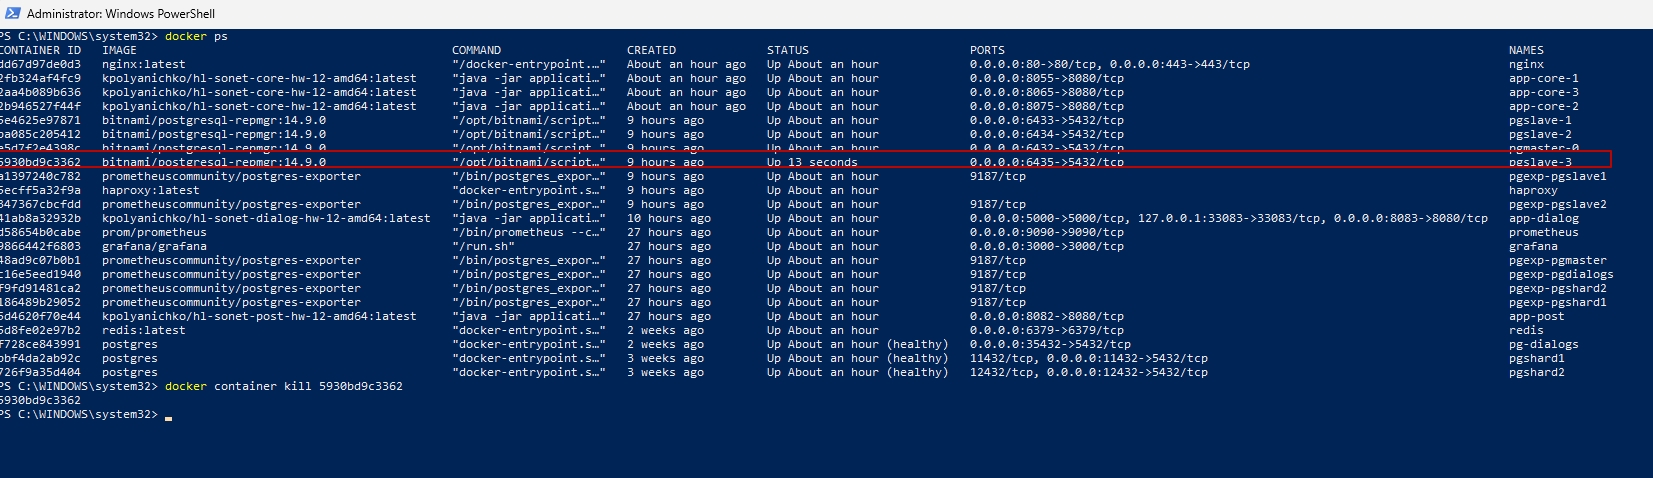 Administrator: Windows PowerShell
PS C:\WINDOWS\system32> docker ps
CONTAINER ID IMAGE COMMAND CREATED STATUS PORTS NAMES
dd67d97de0d3 nginx:latest "/docker-entrypoint.…" About an hour ago Up About an hour 0.0.0.0:80->80/tcp, 0.0.0.0:443->443/tcp nginx
2fb324af4fc9 kpolyanichko/hl-sonet-core-hw-12-amd64:latest "java -jar applicati…" About an hour ago Up About an hour 0.0.0.0:8055->8080/tcp app-core-1
2aa4b089b636 kpolyanichko/hl-sonet-core-hw-12-amd64:latest "java -jar applicati…" About an hour ago Up About an hour 0.0.0.0:8065->8080/tcp app-core-3
2b946527f44f kpolyanichko/hl-sonet-core-hw-12-amd64:latest "java -jar applicati…" About an hour ago Up About an hour 0.0.0.0:8075->8080/tcp app-core-2
5e4625e97871 bitnami/postgresql-repmgr:14.9.0 "/opt/bitnami/script…" 9 hours ago Up About an hour 0.0.0.0:6433->5432/tcp pgslave-1
ba085c205412 bitnami/postgresql-repmgr:14.9.0 "/opt/bitnami/script…" 9 hours ago Up About an hour 0.0.0.0:6434->5432/tcp pgslave-2
e5d7f2e4398c bitnami/postgresql-repmgr:14.9.0 "/opt/bitnami/script…" 9 hours ago Up About an hour 0.0.0.0:6432->5432/tcp pgmaster-0
5930bd9c3362 bitnami/postgresql-repmgr:14.9.0 "/opt/bitnami/script…" 9 hours ago Up 13 seconds 0.0.0.0:6435->5432/tcp pgslave-3
a1397240c782 prometheuscommunity/postgres-exporter "/bin/postgres_expor…" 9 hours ago Up About an hour 9187/tcp pgexp-pgslave1
5ecff5a32f9a haproxy:latest "docker-entrypoint.s…" 9 hours ago Up About an hour haproxy
847367cbcfdd prometheuscommunity/postgres-exporter "/bin/postgres_expor…" 9 hours ago Up About an hour 9187/tcp pgexp-pgslave2
41ab8a32932b kpolyanichko/hl-sonet-dialog-hw-12-amd64:latest "java -jar applicati…" 10 hours ago Up About an hour 0.0.0.0:5000->5000/tcp, 127.0.0.1:33083->33083/tcp, 0.0.0.0:8083->8080/tcp app-dialog
d58654b0cabe prom/prometheus "/bin/prometheus --c…" 27 hours ago Up About an hour 0.0.0.0:9090->9090/tcp prometheus
9866442f6803 grafana/grafana "/run.sh" 27 hours ago Up About an hour 0.0.0.0:3000->3000/tcp grafana
48ad9c07b0b1 prometheuscommunity/postgres-exporter "/bin/postgres_expor…" 27 hours ago Up About an hour 9187/tcp pgexp-pgmaster
c16e5eed1940 prometheuscommunity/postgres-exporter "/bin/postgres_expor…" 27 hours ago Up About an hour 9187/tcp pgexp-pgdialogs
f9fd91481ca2 prometheuscommunity/postgres-exporter "/bin/postgres_expor…" 27 hours ago Up About an hour 9187/tcp pgexp-pgshard2
186489b29052 prometheuscommunity/postgres-exporter "/bin/postgres_expor…" 27 hours ago Up About an hour 9187/tcp pgexp-pgshard1
5d4620f70e44 kpolyanichko/hl-sonet-post-hw-12-amd64:latest "java -jar applicati…" 27 hours ago Up About an hour 0.0.0.0:8082->8080/tcp app-post
5d8fe02e97b2 redis:latest "docker-entrypoint.s…" 2 weeks ago Up About an hour 0.0.0.0:6379->6379/tcp redis
f728ce843991 postgres "docker-entrypoint.s…" 2 weeks ago Up About an hour (healthy) 0.0.0.0:35432->5432/tcp pg-dialogs
bbf4da2ab92c postgres "docker-entrypoint.s…" 3 weeks ago Up About an hour (healthy) 11432/tcp, 0.0.0.0:11432->5432/tcp pgshard1
726f9a35d404 postgres "docker-entrypoint.s…" 3 weeks ago Up About an hour (healthy) 12432/tcp, 0.0.0.0:12432->5432/tcp pgshard2
PS C:\WINDOWS\system32> docker container kill 5930bd9c3362
5930bd9c3362
PS C:\WINDOWS\system32>